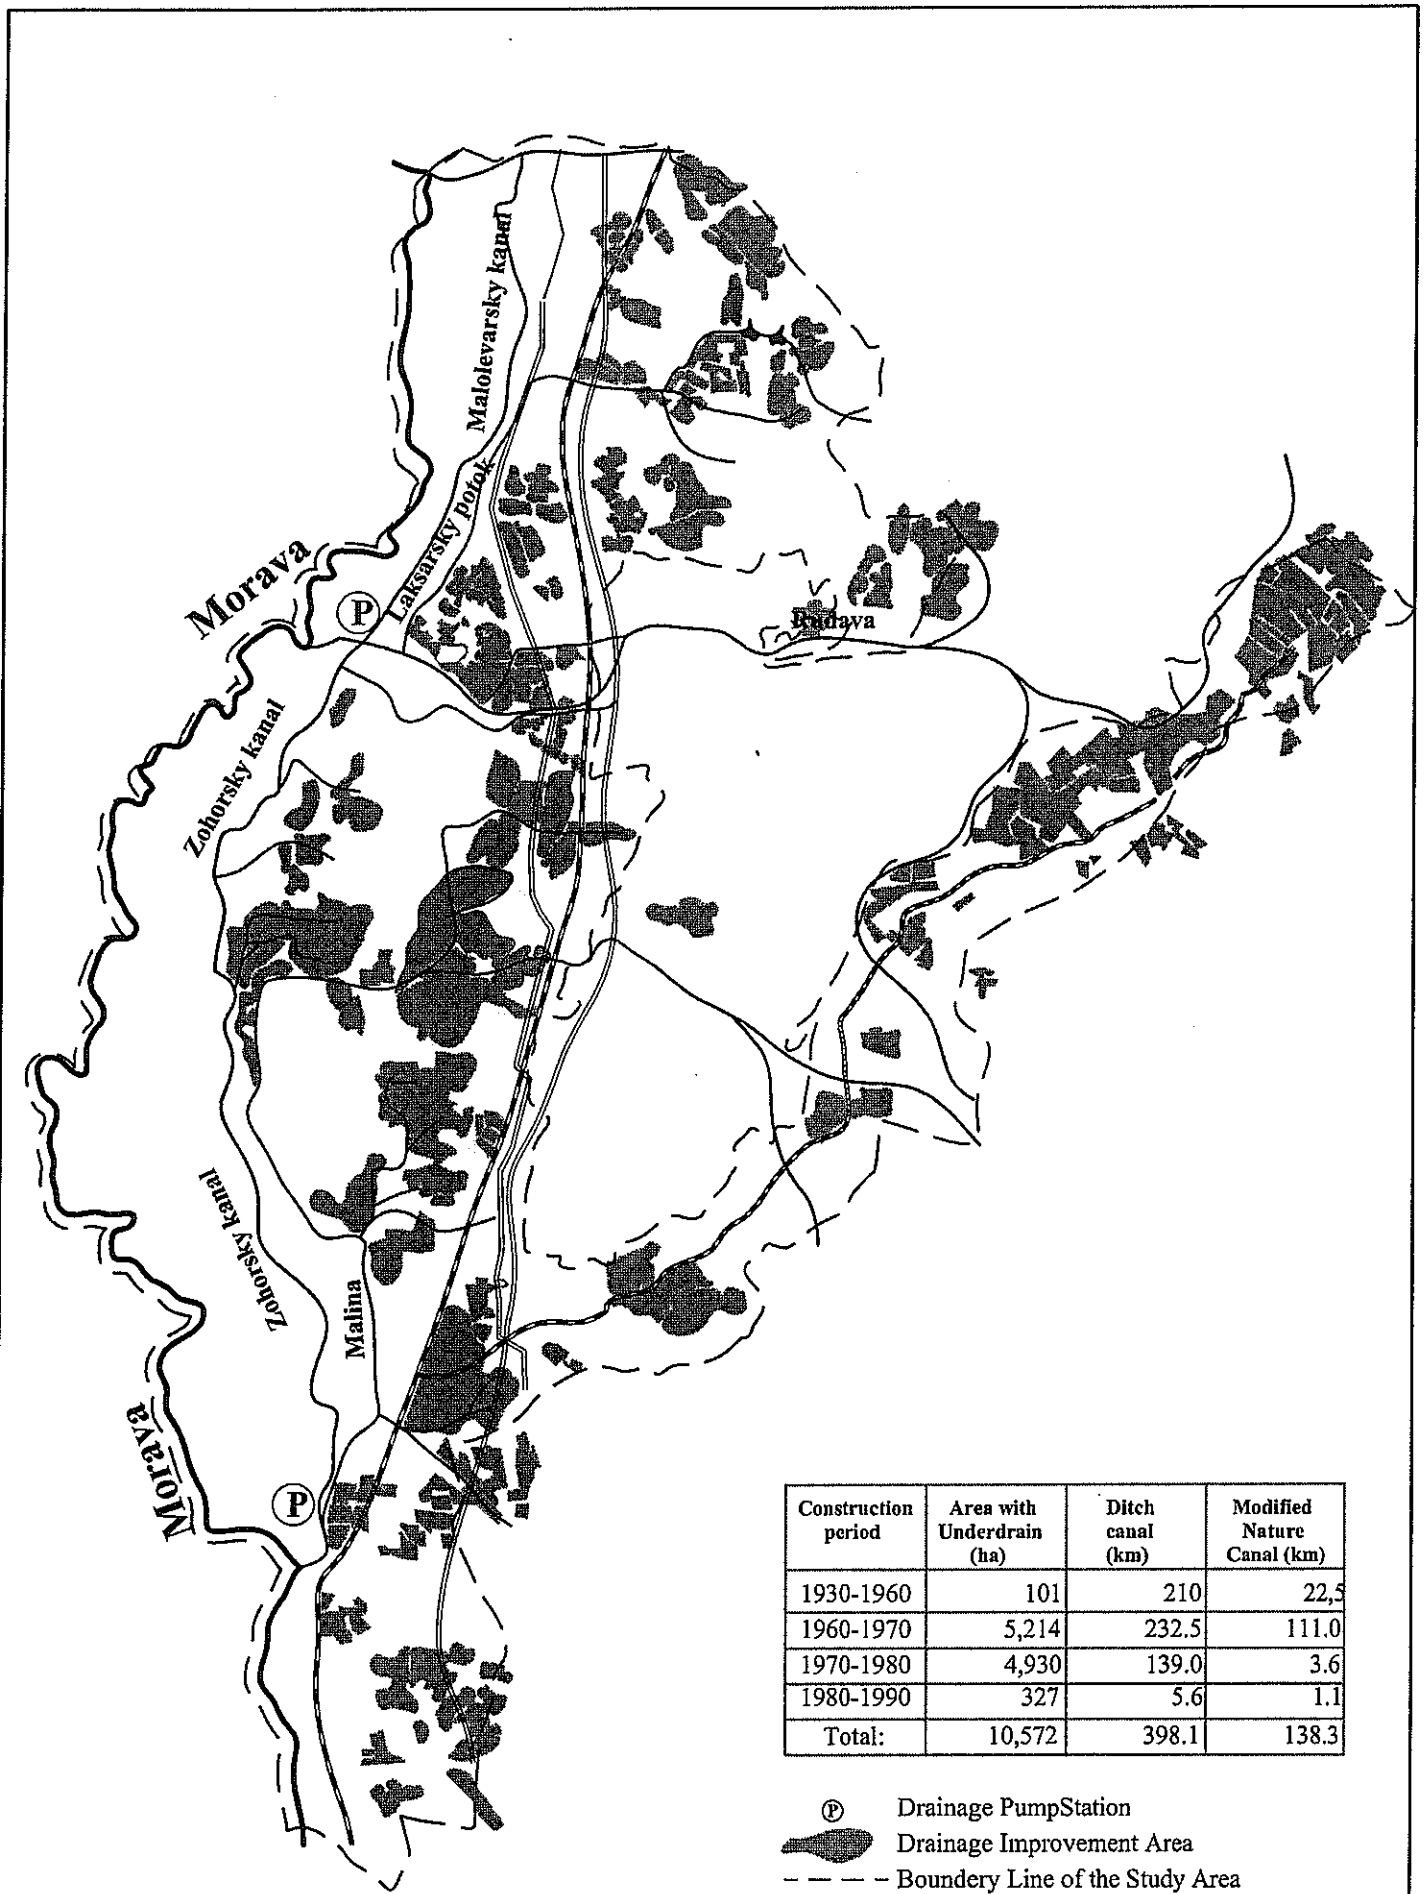 Malolevarsky kanal
Laksarsky potok
Morava
P
Rudava
Zohorsky kanal
Zohorsky kanal
Malina
Morava
P
Construction period | Area with Underdrain (ha) | Ditch canal (km) | Modified Nature Canal (km)
1930-1960 | 101 | 210 | 22,5
1960-1970 | 5,214 | 232.5 | 111.0
1970-1980 | 4,930 | 139.0 | 3.6
1980-1990 | 327 | 5.6 | 1.1
Total: | 10,572 | 398.1 | 138.3
P Drainage PumpStation
Drainage Improvement Area
Boundery Line of the Study Area